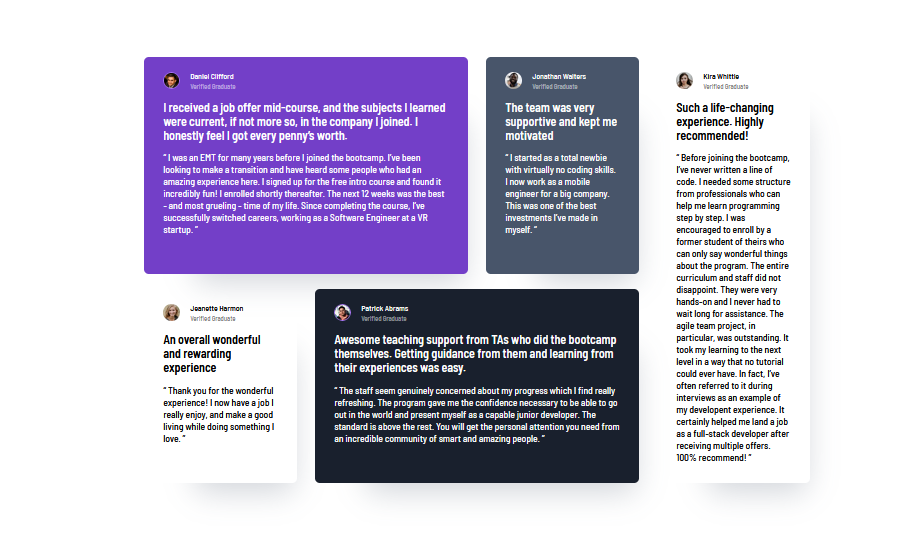 Daniel Clifford
Verified Graduate
I received a job offer mid-course, and the subjects I learned
were current, if not more so, in the company I joined. I
honestly feel I got every penny’s worth.
“ I was an EMT for many years before I joined the bootcamp. I’ve been
looking to make a transition and have heard some people who had an
amazing experience here. I signed up for the free intro course and found it
incredibly fun! I enrolled shortly thereafter. The next 12 weeks was the best
- and most grueling - time of my life. Since completing the course, I’ve
successfully switched careers, working as a Software Engineer at a VR
startup. ”
Jonathan Walters
Verified Graduate
The team was very
supportive and kept me
motivated
“ I started as a total newbie
with virtually no coding skills.
I now work as a mobile
engineer for a big company.
This was one of the best
investments I’ve made in
myself. ”
Kira Whittle
Verified Graduate
Such a life-changing
experience. Highly
recommended!
“ Before joining the bootcamp,
I’ve never written a line of
code. I needed some structure
from professionals who can
help me learn programming
step by step. I was
encouraged to enroll by a
former student of theirs who
can only say wonderful things
about the program. The entire
curriculum and staff did not
disappoint. They were very
hands-on and I never had to
wait long for assistance. The
agile team project, in
particular, was outstanding. It
took my learning to the next
level in a way that no tutorial
could ever have. In fact, I’ve
often referred to it during
interviews as an example of
my developent experience. It
certainly helped me land a job
as a full-stack developer after
receiving multiple offers.
100% recommend! ”
Jeanette Harmon
Verified Graduate
An overall wonderful
and rewarding
experience
“ Thank you for the wonderful
experience! I now have a job I
really enjoy, and make a good
living while doing something I
love. ”
Patrick Abrams
Verified Graduate
Awesome teaching support from TAs who did the bootcamp
themselves. Getting guidance from them and learning from
their experiences was easy.
“ The staff seem genuinely concerned about my progress which I find really
refreshing. The program gave me the confidence necessary to be able to go
out in the world and present myself as a capable junior developer. The
standard is above the rest. You will get the personal attention you need from
an incredible community of smart and amazing people. ”